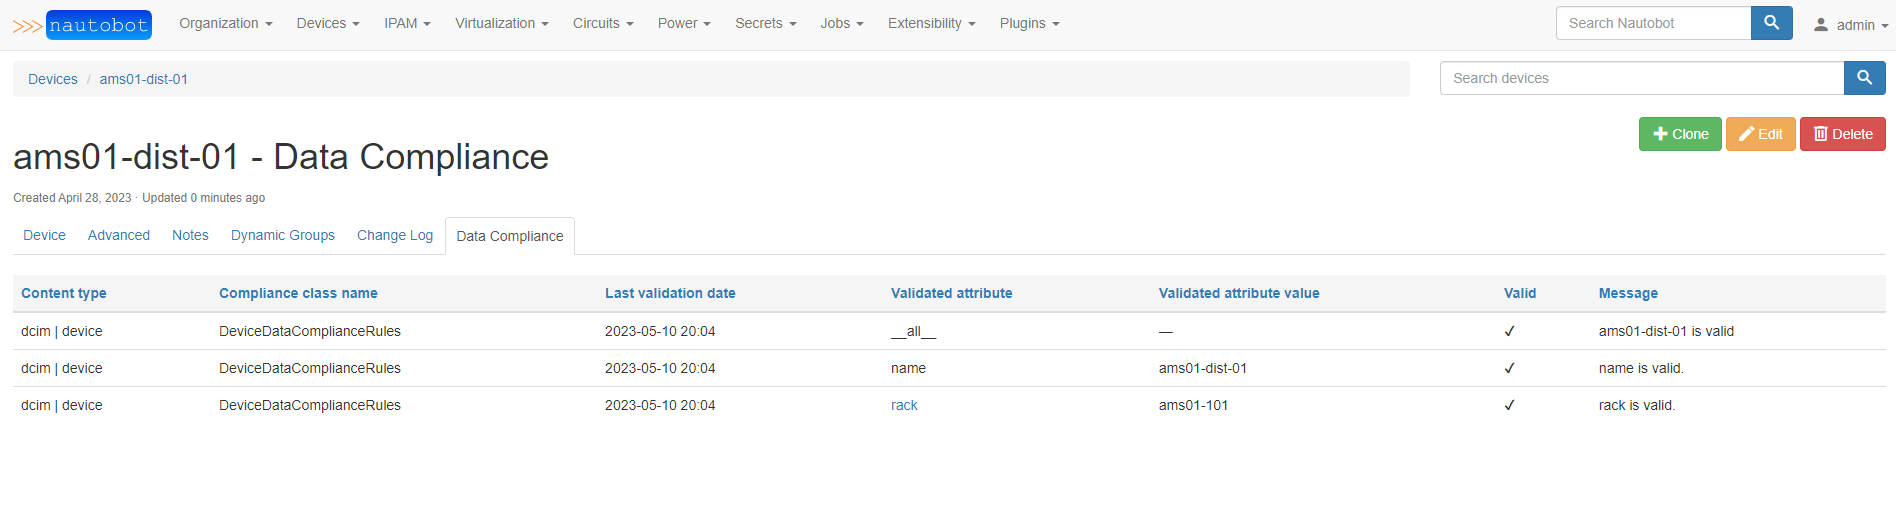 >>> nautobot Organization Devices IPAM Virtualization Circuits Power Secrets Jobs Extensibility Plugins Search Nautobot admin
Devices / ams01-dist-01 Search devices
Clone Edit Delete
ams01-dist-01 - Data Compliance
Created April 28, 2023 · Updated 0 minutes ago
Device Advanced Notes Dynamic Groups Change Log Data Compliance
Content type Compliance class name Last validation date Validated attribute Validated attribute value Valid Message
dcim | device DeviceDataComplianceRules 2023-05-10 20:04 __all__ — ✓ ams01-dist-01 is valid
dcim | device DeviceDataComplianceRules 2023-05-10 20:04 name ams01-dist-01 ✓ name is valid.
dcim | device DeviceDataComplianceRules 2023-05-10 20:04 rack ams01-101 ✓ rack is valid.